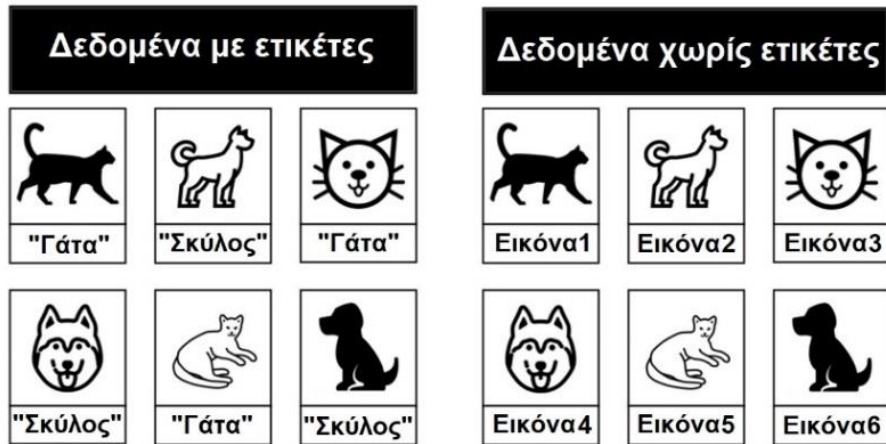 Δεδομένα με ετικέτες
Δεδομένα χωρίς ετικέτες
"Γάτα"
"Σκύλος"
"Γάτα"
Εικόνα1
Εικόνα2
Εικόνα3
"Σκύλος"
"Γάτα"
"Σκύλος"
Εικόνα4
Εικόνα5
Εικόνα6